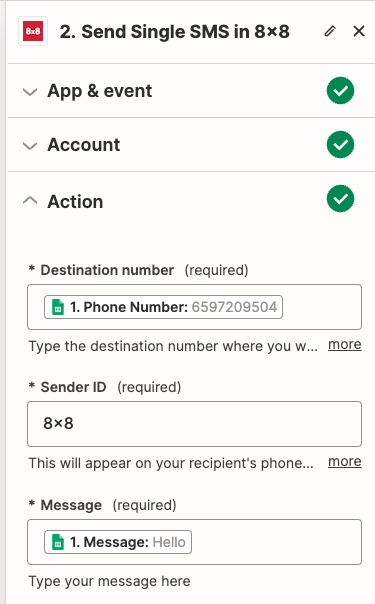 8x8 2. Send Single SMS in 8×8
App & event
Account
Action
* Destination number (required)
1. Phone Number: 6597209504
Type the destination number where you w... more
* Sender ID (required)
8×8
This will appear on your recipient's phone... more
* Message (required)
1. Message: Hello
Type your message here